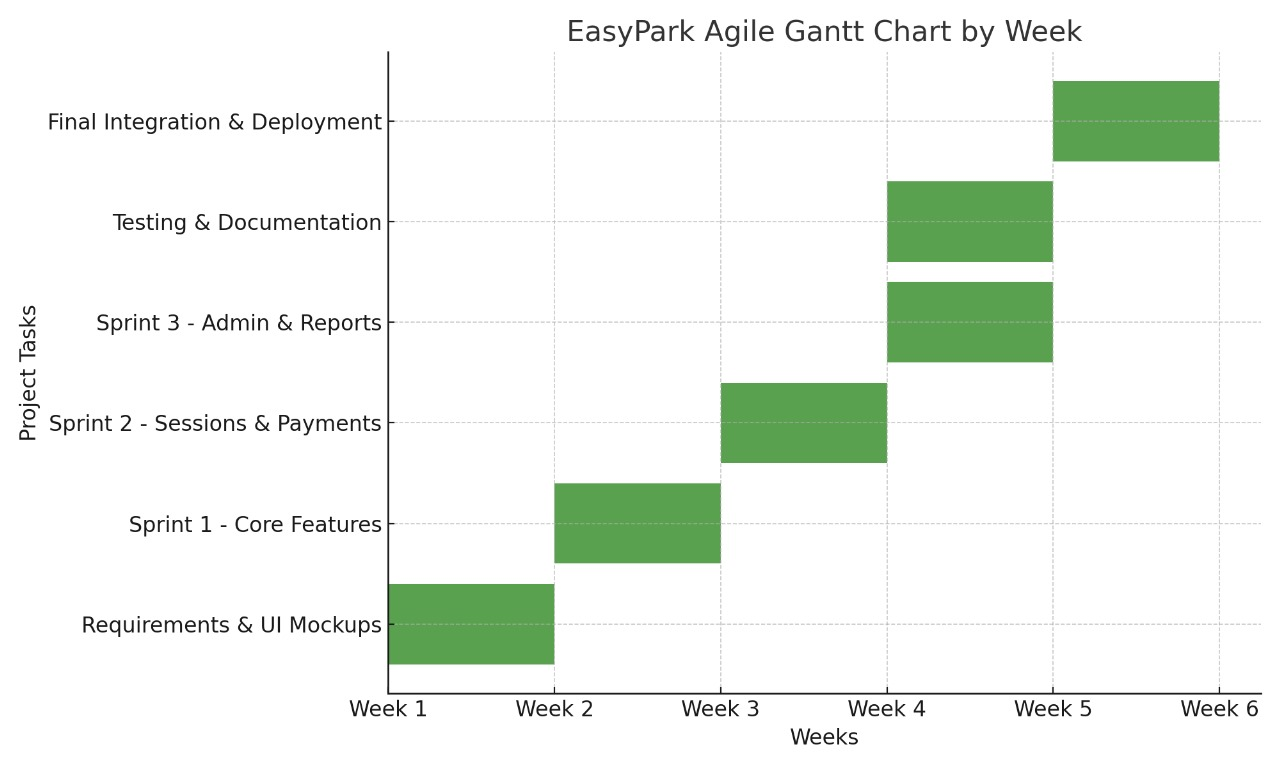 EasyPark Agile Gantt Chart by Week
Project Tasks
Final Integration & Deployment
Testing & Documentation
Sprint 3 - Admin & Reports
Sprint 2 - Sessions & Payments
Sprint 1 - Core Features
Requirements & UI Mockups
Week 1 Week 2 Week 3 Week 4 Week 5 Week 6
Weeks